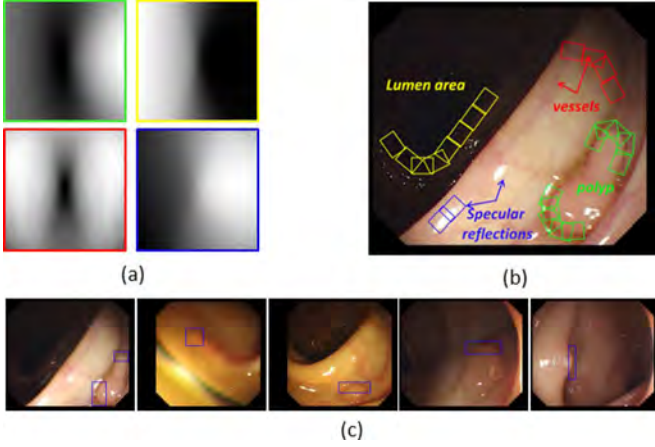 Lumen area
vessels
polyp
Specular
reflections
(a)
(b)
(c)